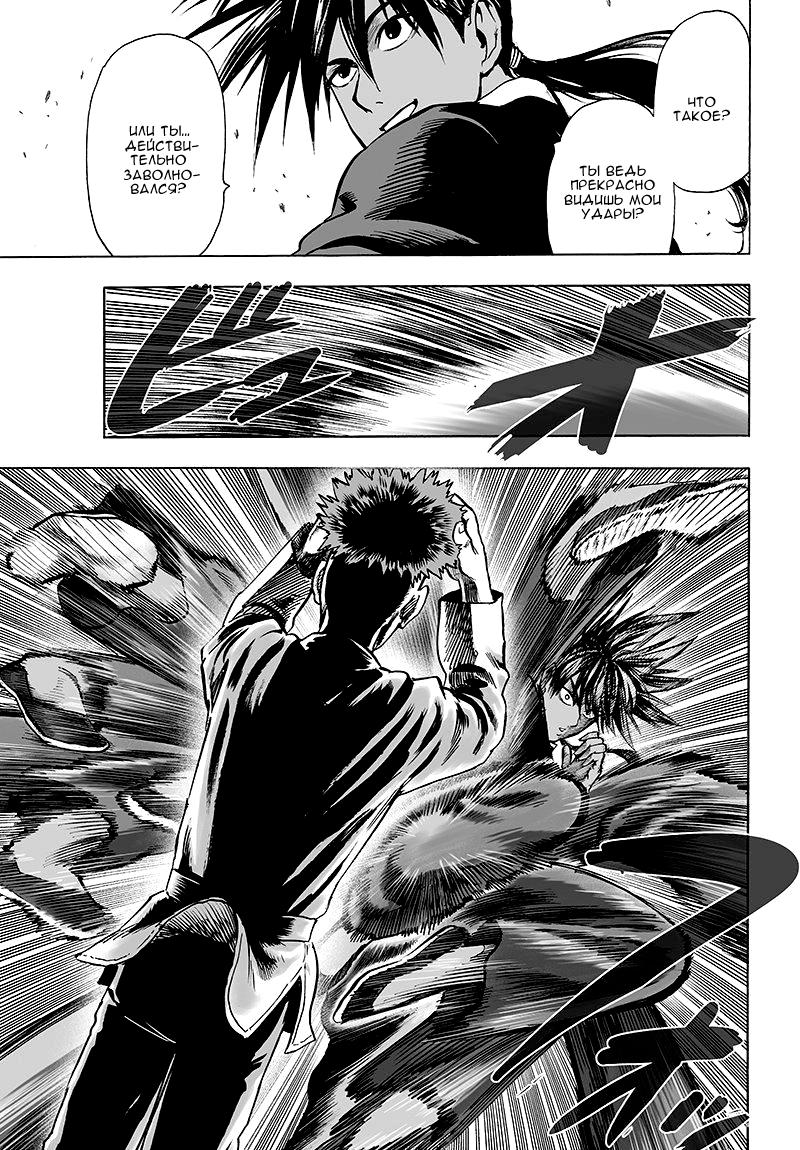 ЧТО
ТАКОЕ?
ТЫ ВЕДЬ
ПРЕКРАСНО
ВИДИШЬ МОИ
УДАРЫ?
ИЛИ ТЫ...
ДЕЙСТВИ-
ТЕЛЬНО
ЗАВОЛНО-
ВАЛСЯ?